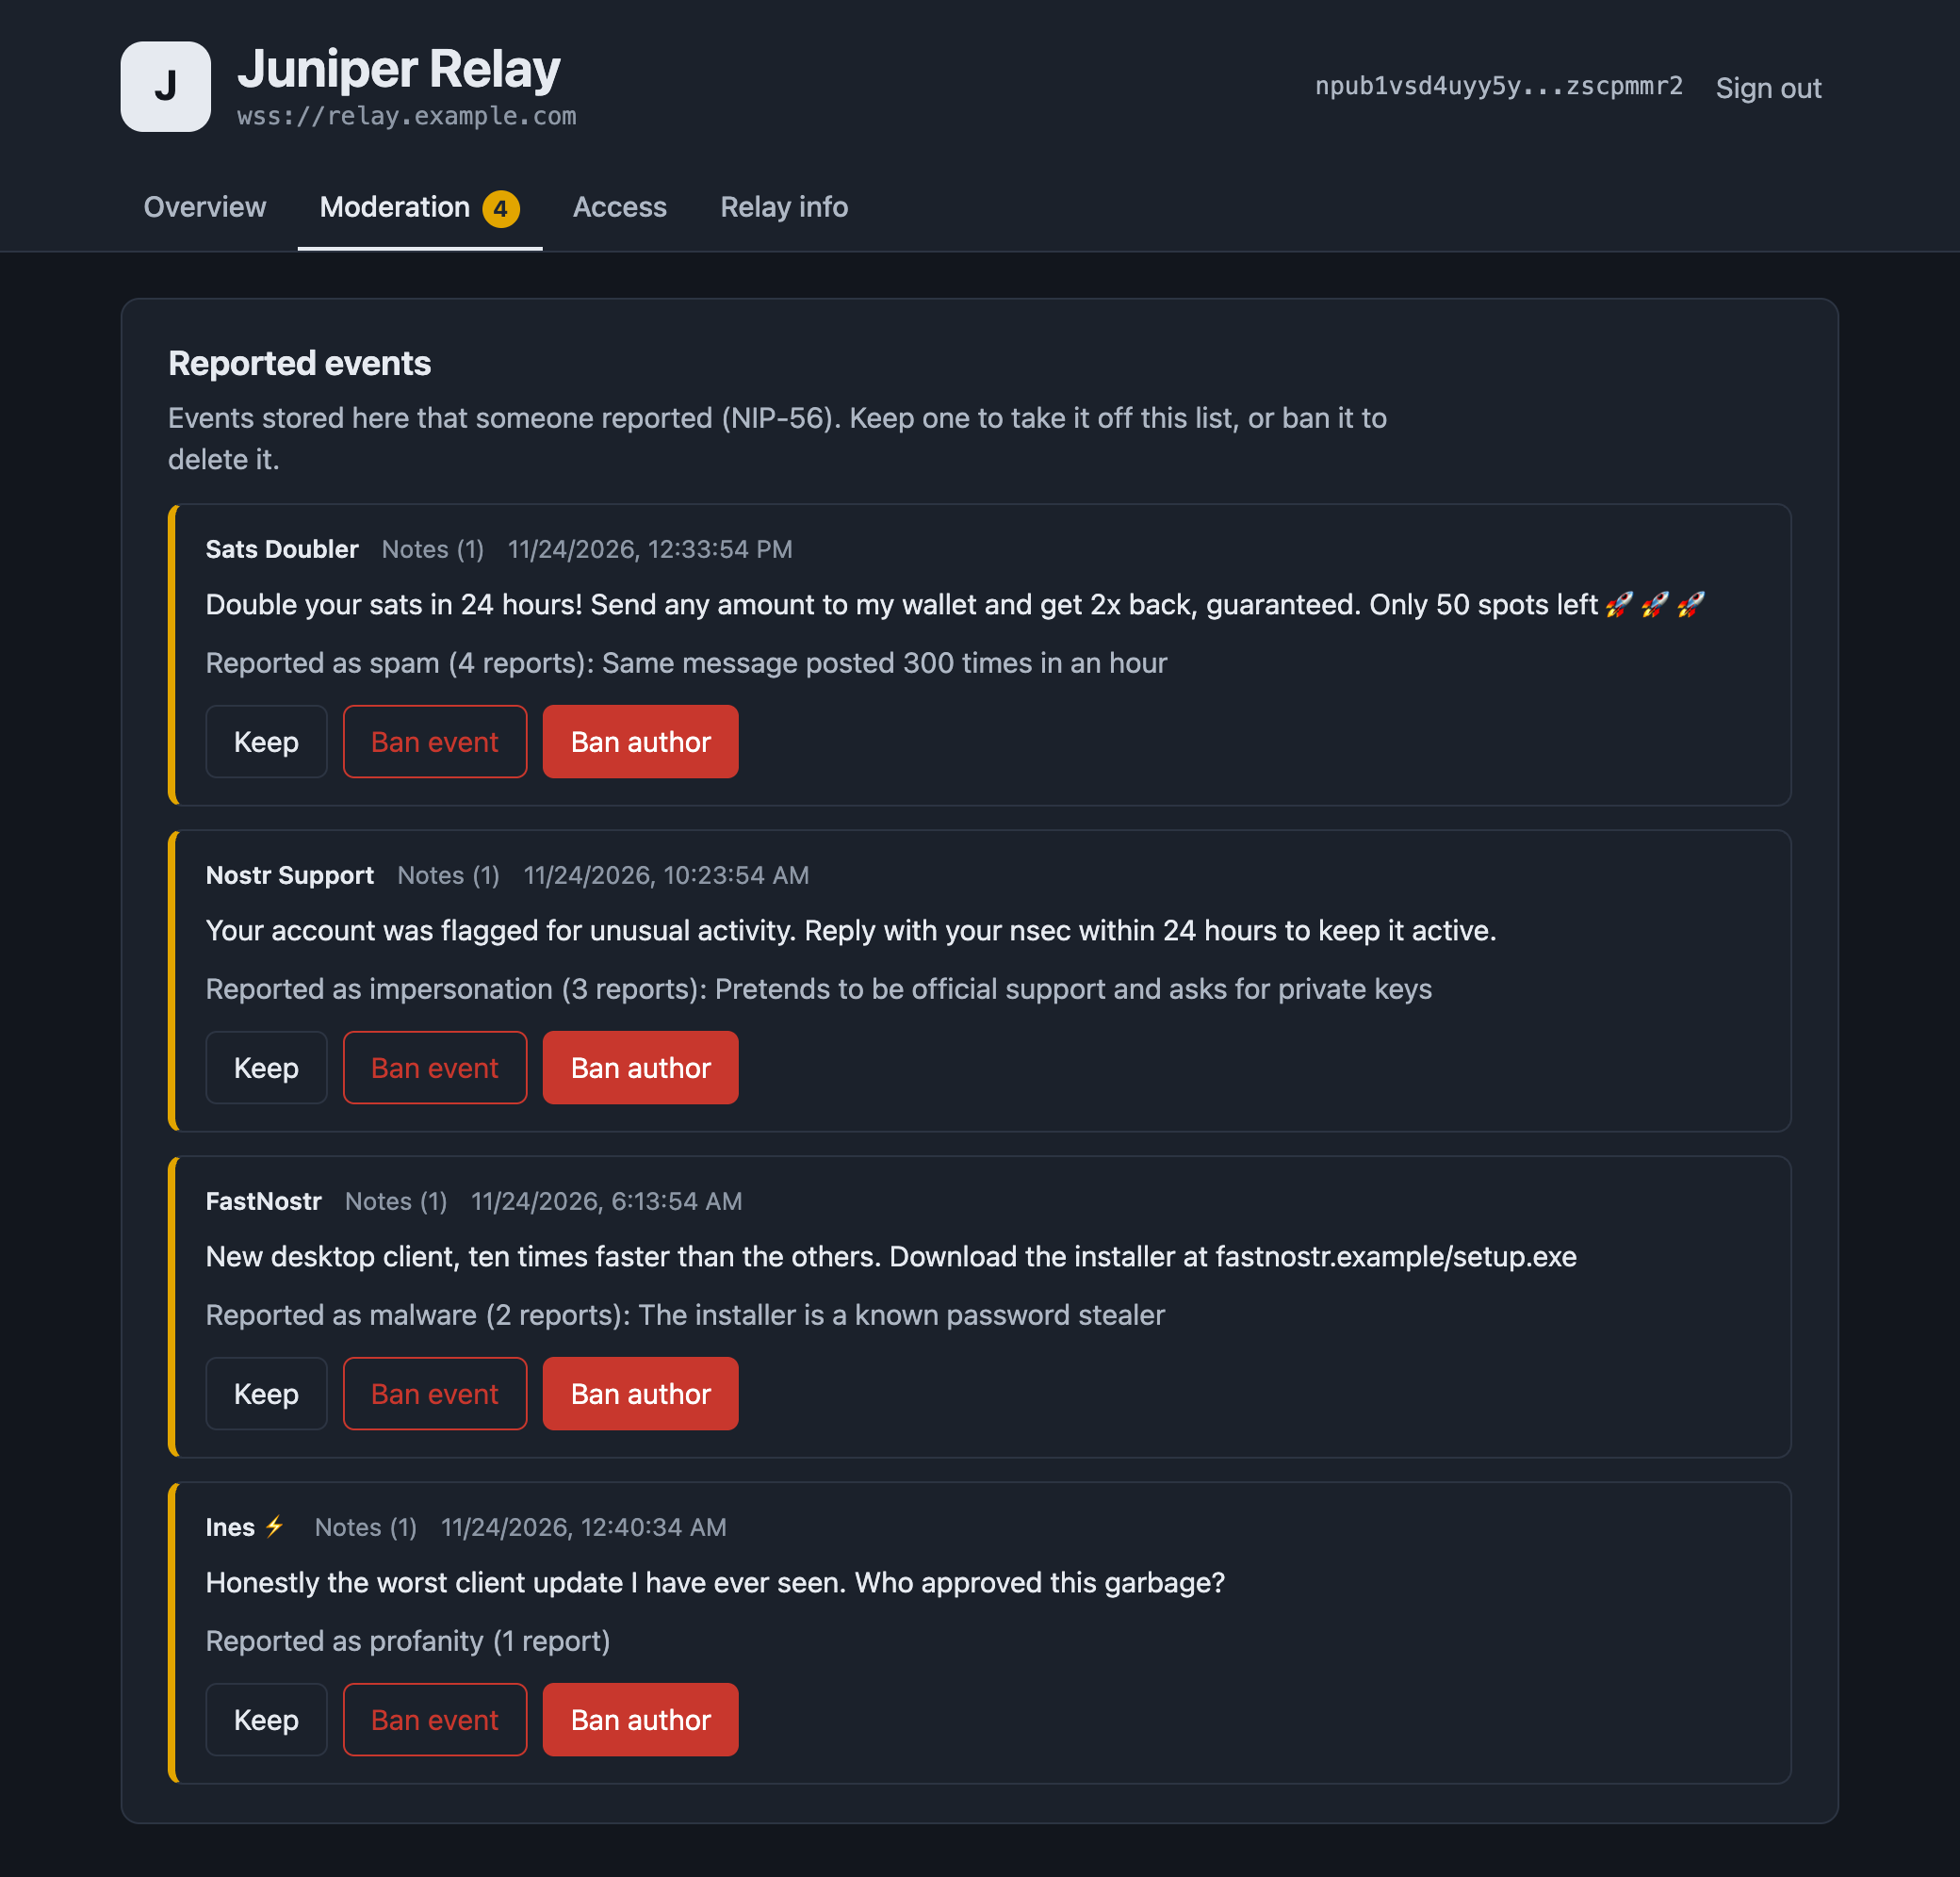 J
Juniper Relay
wss://relay.example.com
npub1vsd4uyy5y...zscpmmr2 Sign out
Overview Moderation 4 Access Relay info
Reported events
Events stored here that someone reported (NIP-56). Keep one to take it off this list, or ban it to
delete it.
Sats Doubler Notes (1) 11/24/2026, 12:33:54 PM
Double your sats in 24 hours! Send any amount to my wallet and get 2x back, guaranteed. Only 50 spots left 🚀 🚀 🚀
Reported as spam (4 reports): Same message posted 300 times in an hour
Keep Ban event Ban author
Nostr Support Notes (1) 11/24/2026, 10:23:54 AM
Your account was flagged for unusual activity. Reply with your nsec within 24 hours to keep it active.
Reported as impersonation (3 reports): Pretends to be official support and asks for private keys
Keep Ban event Ban author
FastNostr Notes (1) 11/24/2026, 6:13:54 AM
New desktop client, ten times faster than the others. Download the installer at fastnostr.example/setup.exe
Reported as malware (2 reports): The installer is a known password stealer
Keep Ban event Ban author
Ines ⚡ Notes (1) 11/24/2026, 12:40:34 AM
Honestly the worst client update I have ever seen. Who approved this garbage?
Reported as profanity (1 report)
Keep Ban event Ban author